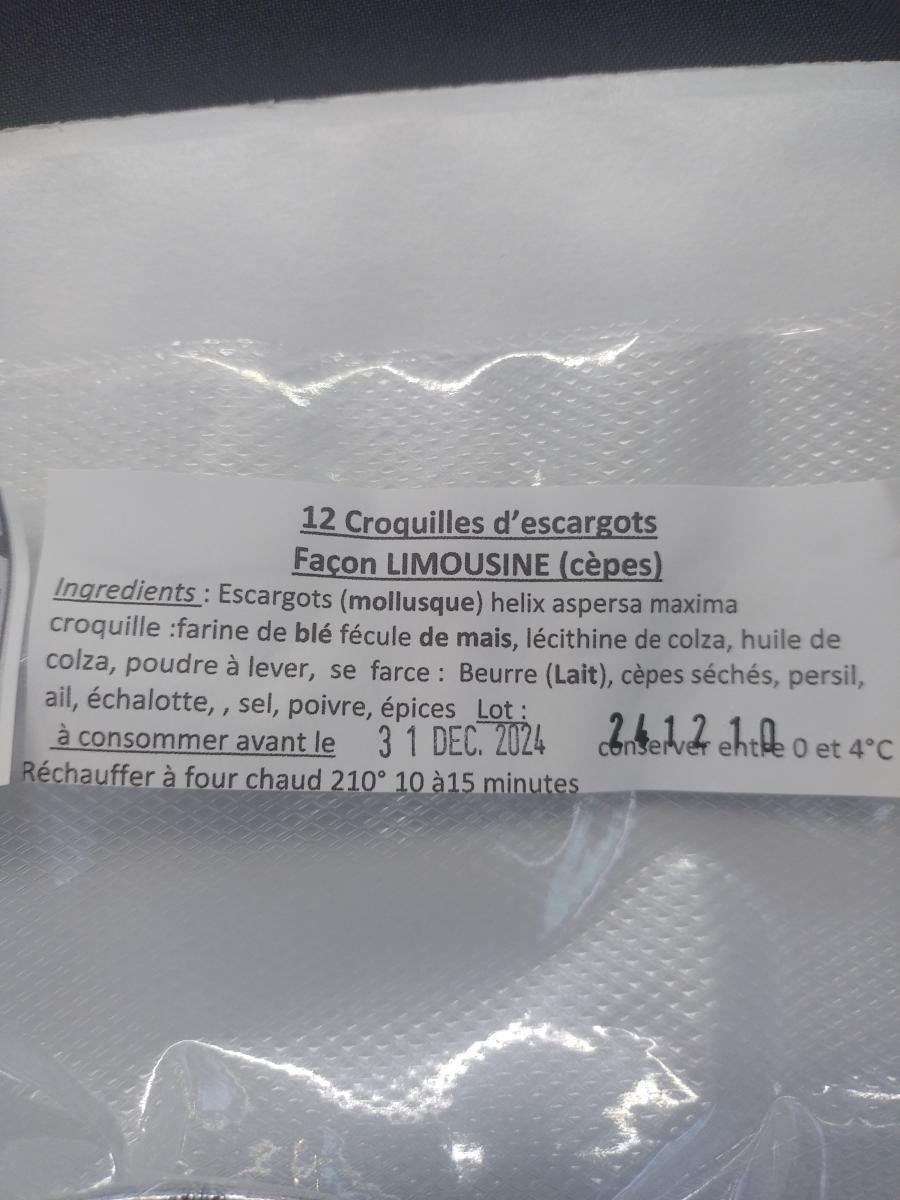 12 Croquilles d'escargots
Façon LIMOUSINE (cèpes)
Ingredients : Escargots (mollusque) helix aspersa maxima
croquille :farine de blé fécule de mais, lécithine de colza, huile de
colza, poudre à lever, se farce : Beurre (Lait), cèpes séchés, persil,
ail, échalotte, , sel, poivre, épices Lot :
à consommer avant le 31 DEC. 2024 241210 conserver entre 0 et 4°C
Réchauffer à four chaud 210° 10 à15 minutes